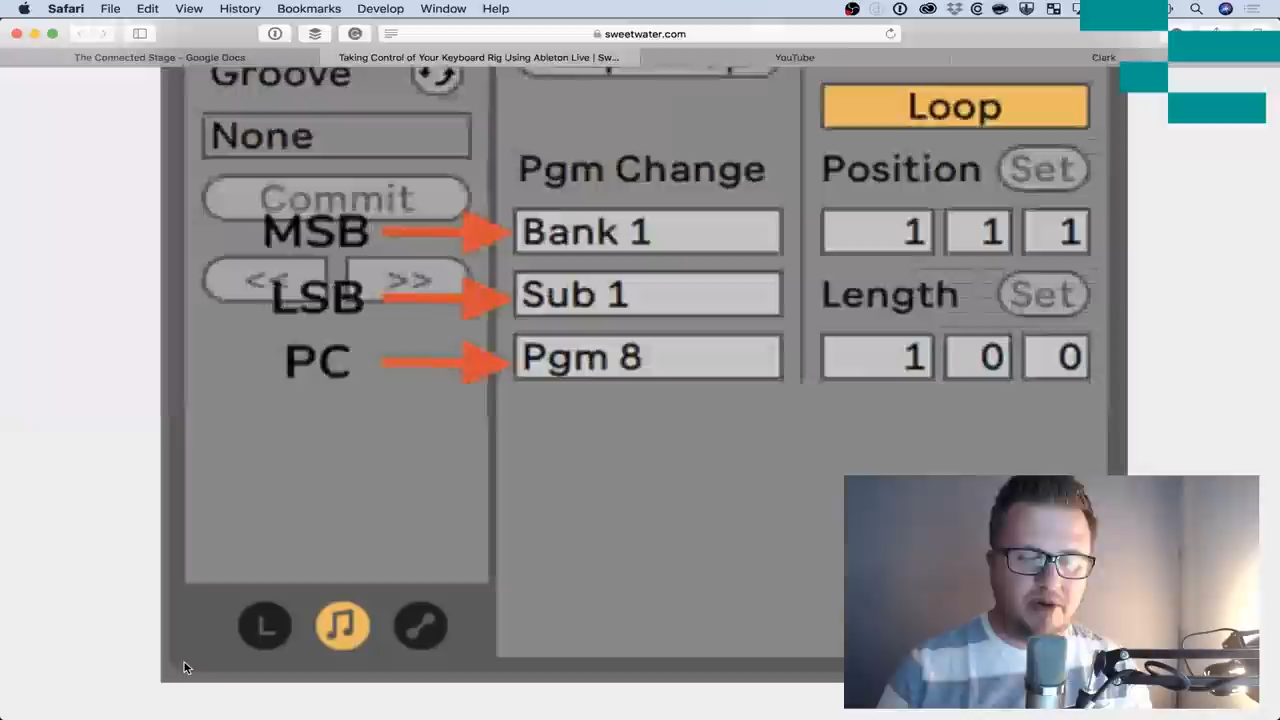 Safari File Edit View History Bookmarks Develop Window Help
sweetwater.com
The Connected Stage - Google Docs
Taking Control of Your Keyboard Rig Using Ableton Live | Sw...
YouTube
Clerk
Groove
None
Commit
<< >>
MSB
LSB
PC
Pgm Change
Bank 1
Sub 1
Pgm 8
Loop
Position Set
1 1 1
Length Set
1 0 0
L